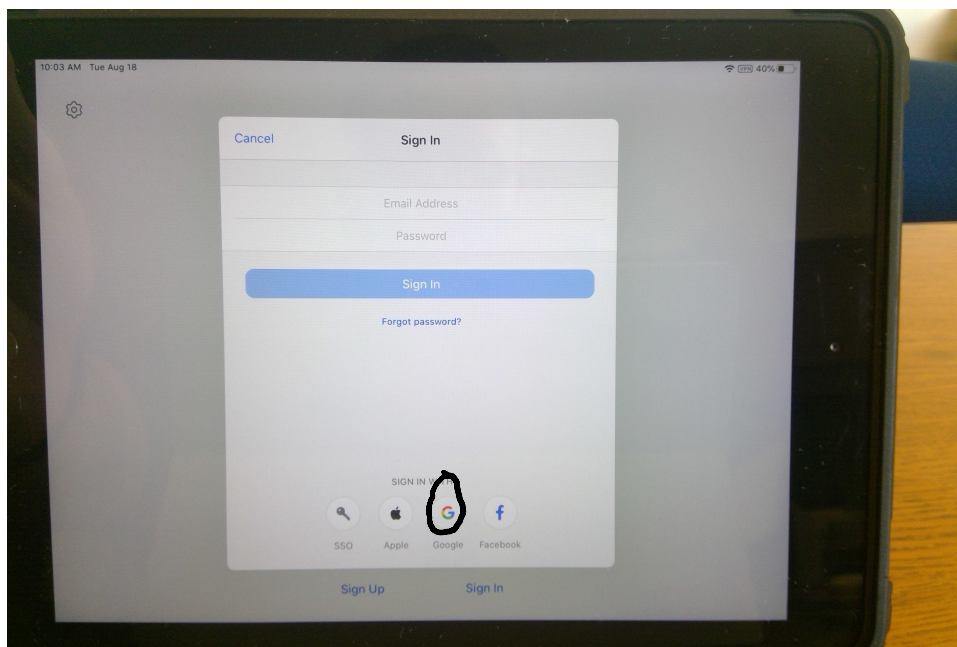 10:03 AM Tue Aug 18
VPN 40%
Cancel
Sign In
Email Address
Password
Sign In
Forgot password?
SIGN IN
SSO
Apple
Google
Facebook
Sign Up
Sign In